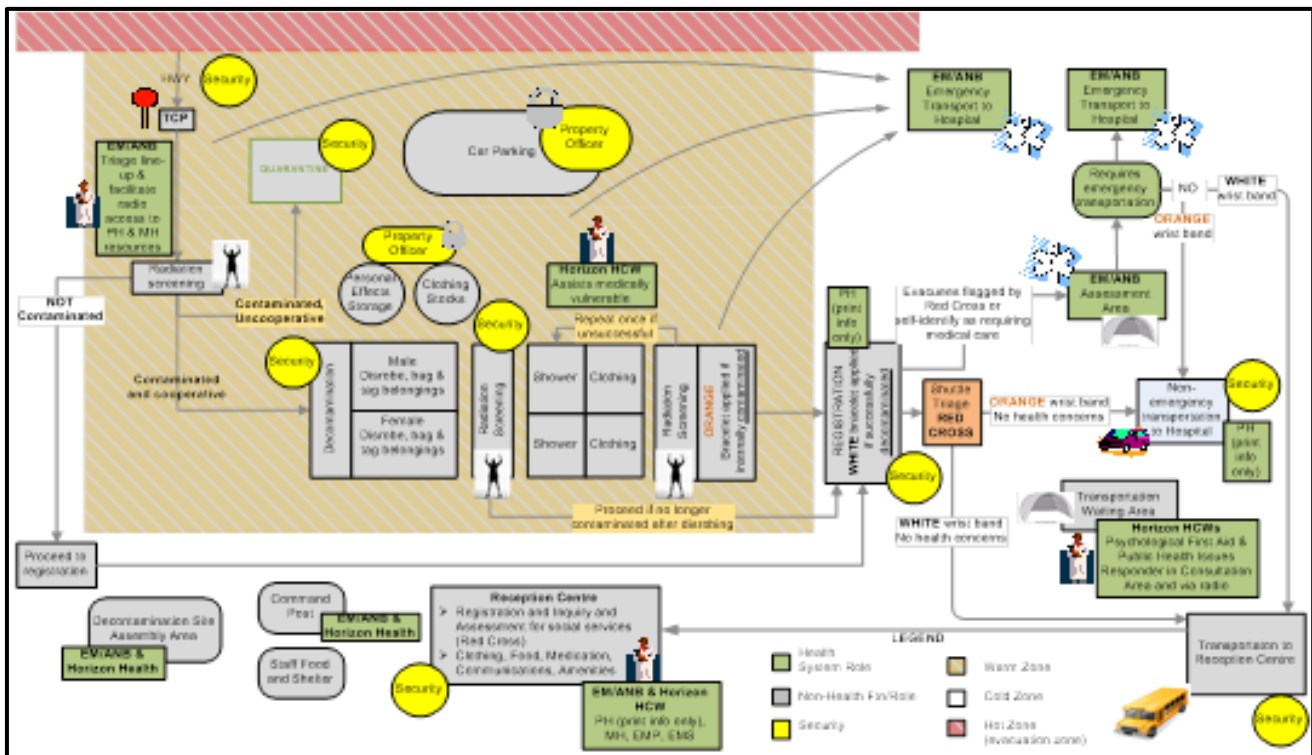 HWY
Security
TCP
EM/ANB
Triage line-
up &
facilitate
radio
access to
PH & MH
resources
Security
QUARANTINE
Car Parking
Property
Officer
EM/ANB
Emergency
Transport to
Hospital
EM/ANB
Emergency
Transport to
Hospital
Requires
emergency
transportation
NO
WHITE
wrist band
ORANGE
wrist band
Radiation
screening
NOT
Contaminated
Contaminated,
Uncooperative
Property
Officer
Personal
Effects
Storage
Clothing
Stocks
Horizon HCW
Assists medically
vulnerable
EM/ANB
Assessment
Area
PH
(print
info
only)
Evacuees flagged by
Red Cross or
self-identify as requiring
medical care
Security
Security
Repeat once if
unsuccessful
Contaminated
and cooperative
Decontamination
Male
Disrobe, bag &
tag belongings
Female
Disrobe, bag &
tag belongings
Radiation
Screening
Shower
Clothing
Shower
Clothing
Radiation
Screening
ORANGE
Bracelet applied if
internally contaminated
REGISTRATION
WHITE bracelet applied
if successfully
decontaminated
Shuttle
Triage
RED
CROSS
ORANGE wrist band
No health concerns
Non-
emergency
transportation
to Hospital
Security
PH
(print
info
only)
Security
Proceed if no longer
contaminated after disrobing
WHITE wrist band
No health concerns
Transportation
Waiting Area
Horizon HCWs
Psychological First Aid &
Public Health Issues
Responder in Consultation
Area and via radio
Proceed to
registration
Decontamination Site
Assembly Area
EM/ANB &
Horizon Health
Command
Post
EM/ANB &
Horizon Health
Staff Food
and Shelter
Reception Centre
➤ Registration and Inquiry and
Assessment for social services
(Red Cross)
➤ Clothing, Food, Medication,
Communications, Amenities
Security
EM/ANB & Horizon
HCW
PH (print info only),
MH, EMP, EMS
LEGEND
Health
System Role
Non-Health Fn/Role
Security
Warm Zone
Cold Zone
Hot Zone
(evacuation zone)
Transportation to
Reception Centre
Security